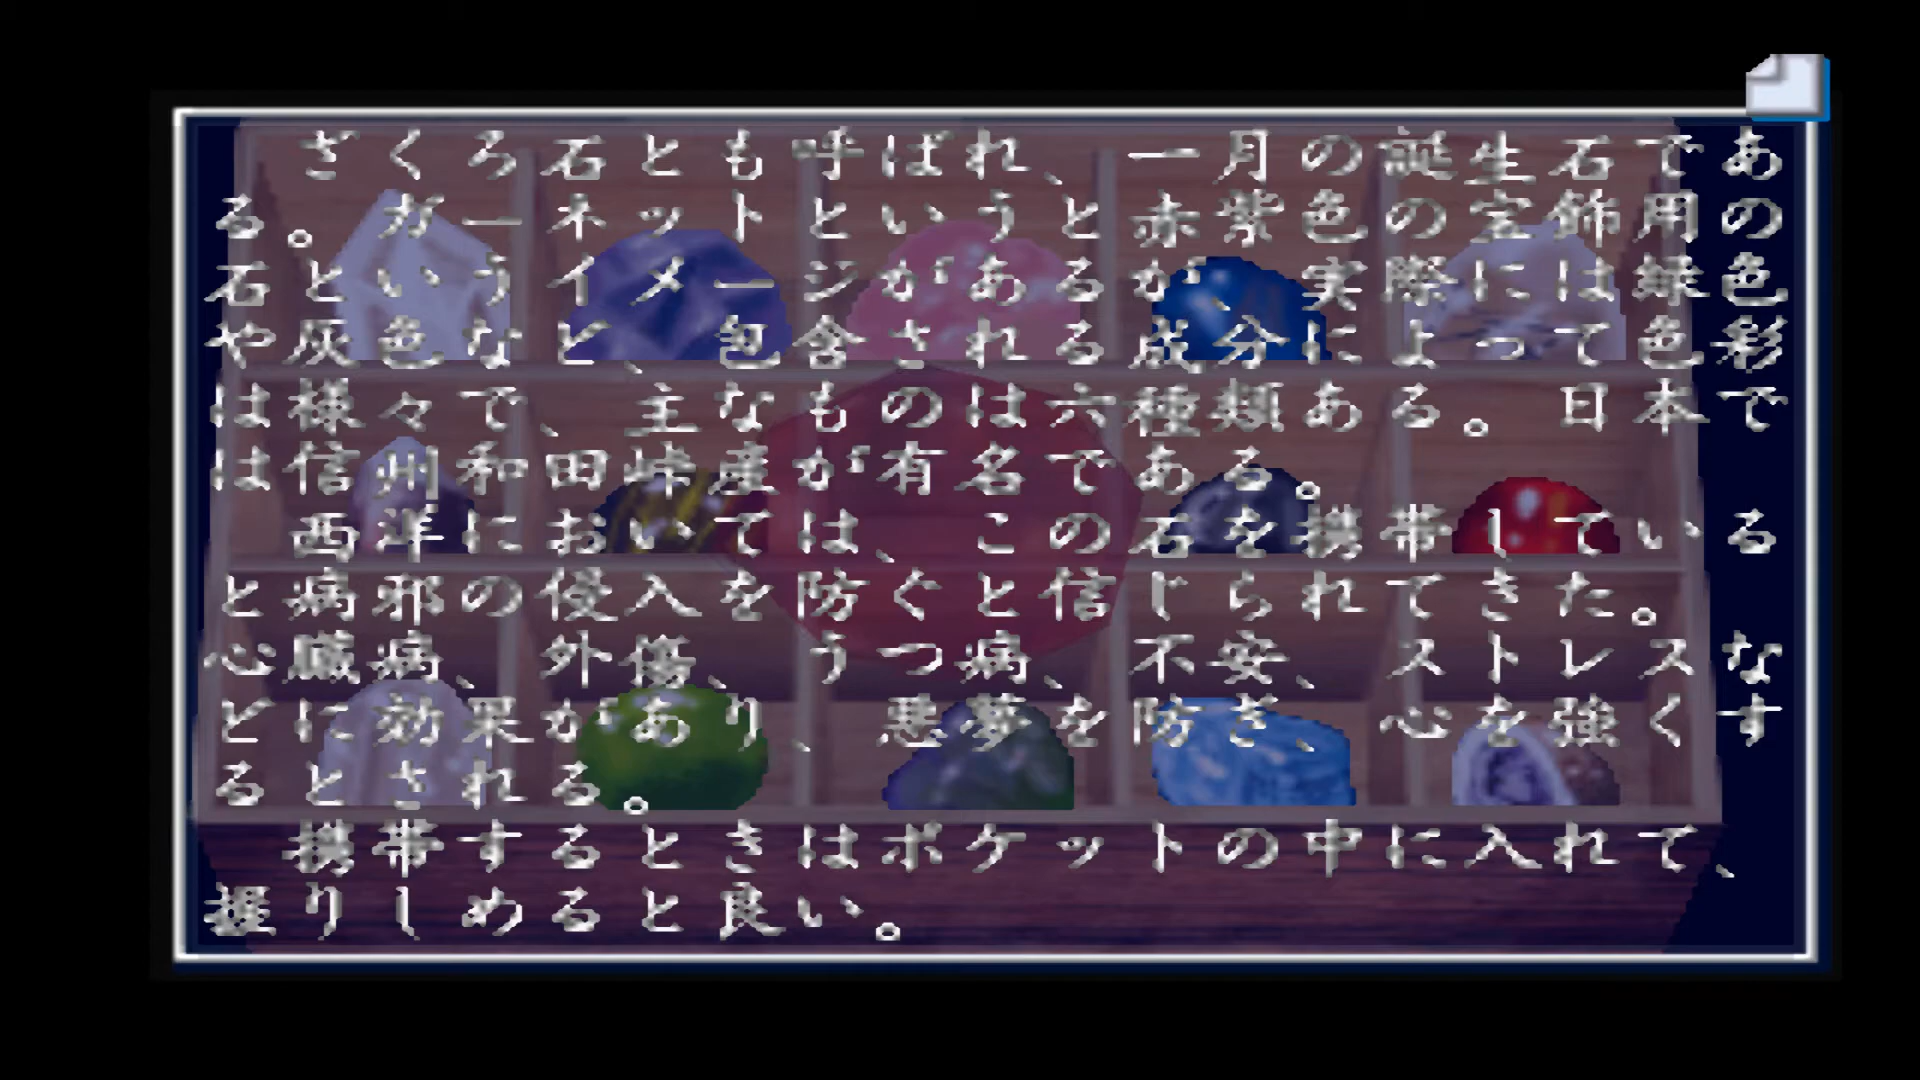 ざくろ石とも呼ばれ、一月の誕生石であ
る。ガーネットというと赤紫色の宝飾用の
石というイメージがあるが、実際には緑色
や灰色など、包含される成分によって色彩
は様々で、主なものは六種類ある。日本で
は信州和田峠産が有名である。
　西洋においては、この石を携帯している
と病邪の侵入を防ぐと信じられてきた。
心臓病、外傷、うつ病、不安、ストレスな
どに効果があり、悪夢を防ぎ、心を強くす
るとされる。
　携帯するときはポケットの中に入れて、
握りしめると良い。